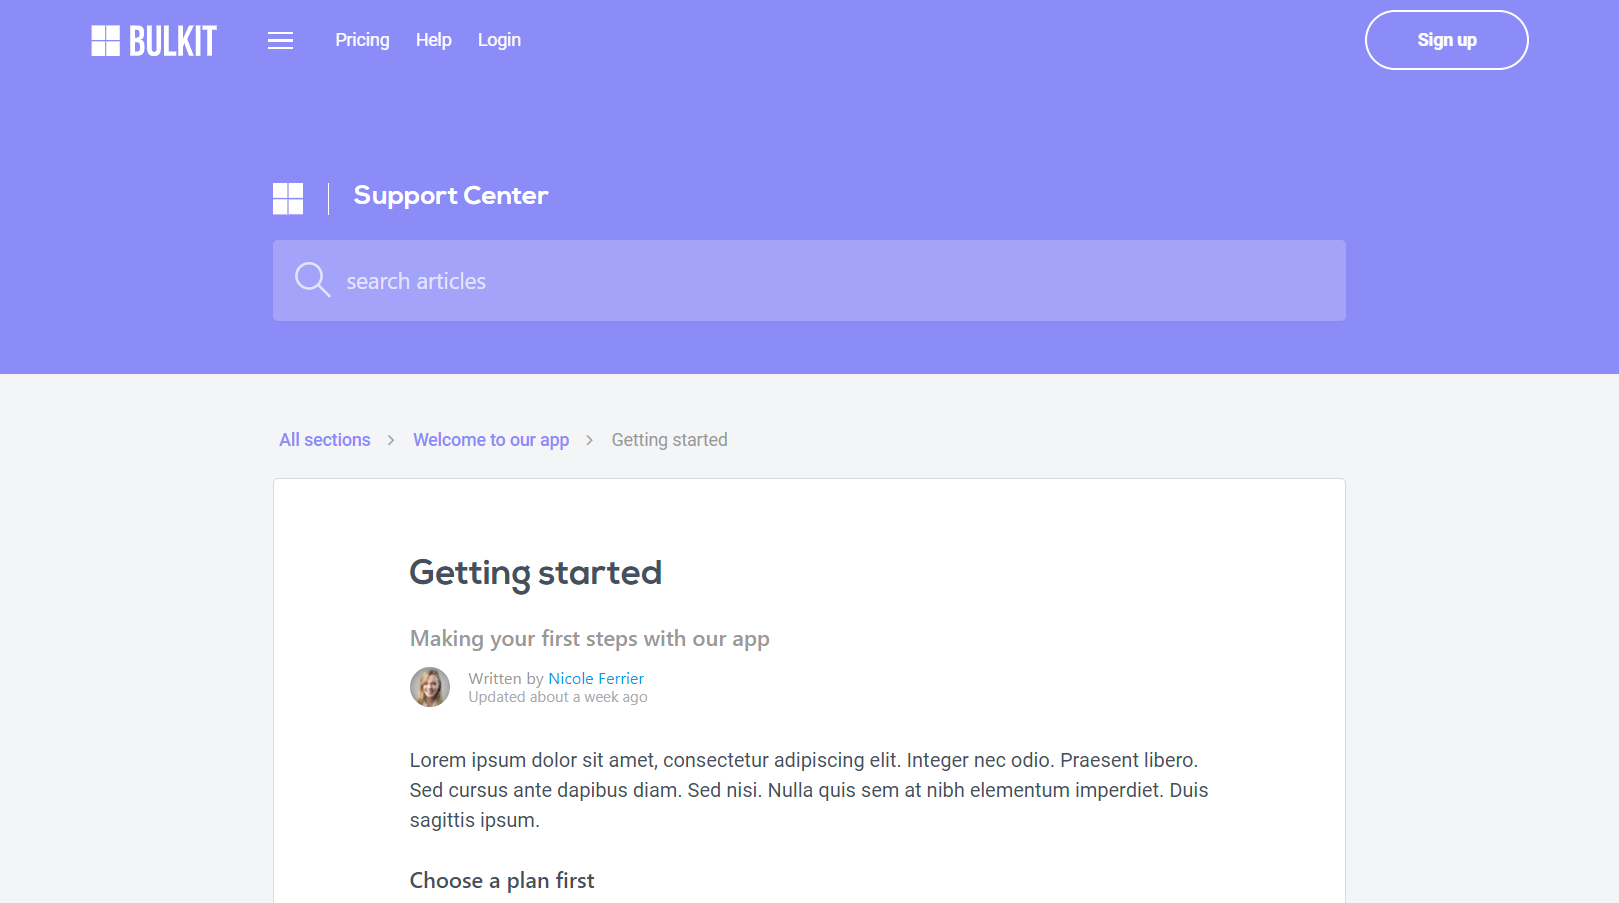 BULKIT
Pricing
Help
Login
Sign up
Support Center
search articles
All sections
Welcome to our app
Getting started
Getting started
Making your first steps with our app
Written by Nicole Ferrier
Updated about a week ago
Lorem ipsum dolor sit amet, consectetur adipiscing elit. Integer nec odio. Praesent libero.
Sed cursus ante dapibus diam. Sed nisi. Nulla quis sem at nibh elementum imperdiet. Duis
sagittis ipsum.
Choose a plan first